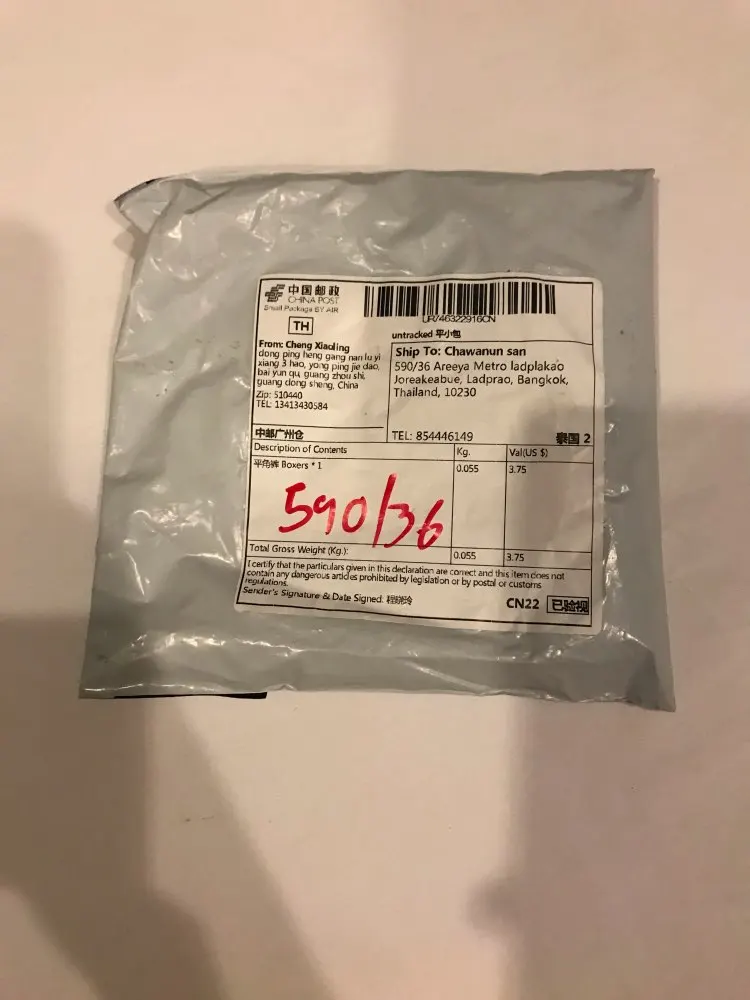 中国邮政
CHINA POST
Small Package BY AIR
TH
UR746322916CN
untracked 平小包
From: Cheng Xiaoling
dong ping heng gang nan lu yi
xiang 3 hao, yong ping jie dao,
bai yun qu, guang zhou shi,
guang dong sheng, China
Zip: 510440
TEL: 13413430584
中邮广州仓
Ship To: Chawanun san
590/36 Areeya Metro ladplakao
Joreakeabue, Ladprao, Bangkok,
Thailand, 10230
TEL: 854446149
泰国 2
Description of Contents Kg. Val(US $)
平角裤 Boxers * 1 0.055 3.75
590/36
Total Gross Weight (Kg.): 0.055 3.75
I certify that the particulars given in this declaration are correct and this item does not
contain any dangerous articles prohibited by legislation or by postal or customs
regulations.
Sender's Signature & Date Signed: 程晓玲
CN22 已验视